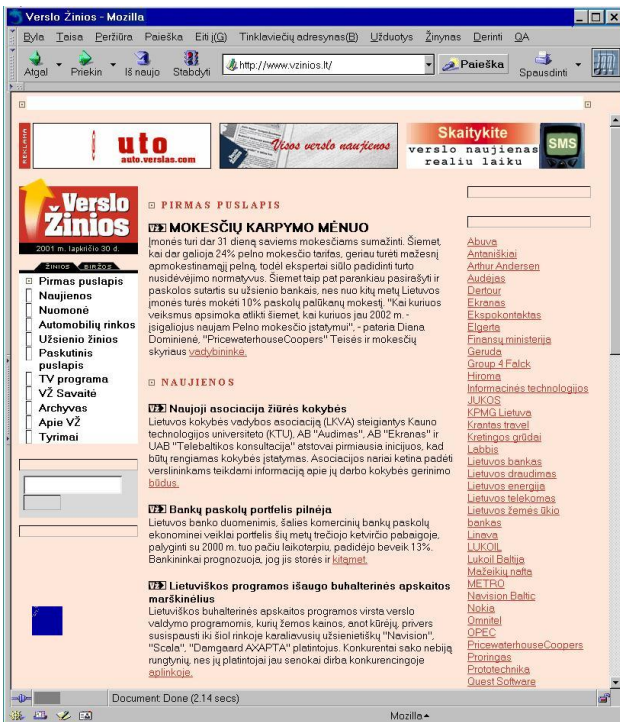 Verslo Žinios - Mozilla
Byla Taisa Peržiūra Paieška Eiti į(G) Tinklaviečių adresynas(B) Užduotys Žinynas Derinti QA
Atgal Priekin Iš naujo Stabdyti http://www.vzinios.lt/ Paieška Spausdinti
REKLAMA
uto
auto.verslas.com
Visos verslo naujienos
Skaitykite
verslo naujienas
realiu laiku
SMS
Verslo
Žinios
2001 m. lapkričio 30 d.
ŽINIOS BIRŽOS
Pirmas puslapis
Naujienos
Nuomonė
Automobilių rinkos
Užsienio žinios
Paskutinis
puslapis
TV programa
VŽ Savaitė
Archyvas
Apie VŽ
Tyrimai
PIRMAS PUSLAPIS
VŽ MOKESČIŲ KARPYMO MĖNUO
Įmonės turi dar 31 dieną saviems mokesčiams sumažinti. Šiemet,
kai dar galioja 24% pelno mokesčio tarifas, geriau turėti mažesnį
apmokestinamąjį pelną, todėl ekspertai siūlo padidinti turto
nusidėvėjimo normatyvus. Šiemet taip pat parankiau pasirašyti ir
paskolos sutartis su užsienio bankais, nes nuo kitų metų Lietuvos
įmonės turės mokėti 10% paskolų palūkanų mokestį. "Kai kuriuos
veiksmus apsimoka atlikti šiemet, kai kuriuos jau 2002 m. -
įsigaliojus naujam Pelno mokesčio įstatymui", - pataria Diana
Dominienė, "PricewaterhouseCoopers" Teisės ir mokesčių
skyriaus vadybininkė.
NAUJIENOS
VŽ Naujoji asociacija žiūrės kokybės
Lietuvos kokybės vadybos asociaciją (LKVA) steigiantys Kauno
technologijos universiteto (KTU), AB "Audimas", AB "Ekranas" ir
UAB "Telebaltikos konsultacija" atstovai pirmiausia inicijuos, kad
būtų rengiamas kokybės įstatymas. Asociacijos nariai ketina padėti
verslininkams teikdami informaciją apie jų darbo kokybės gerinimo
būdus.
VŽ Bankų paskolų portfelis pilnėja
Lietuvos banko duomenimis, šalies komercinių bankų paskolų
ekonominei veiklai portfelis šių metų trečiojo ketvirčio pabaigoje,
palyginti su 2000 m. tuo pačiu laikotarpiu, padidėjo beveik 13%.
Bankininkai prognozuoja, jog jis storės ir kitąmet.
VŽ Lietuviškos programos išaugo buhalterinės apskaitos
marškinėlius
Lietuviškos buhalterinės apskaitos programos virsta verslo
valdymo programomis, kurių žemos kainos, anot kūrėjų, privers
susispausti iki šiol rinkoje karaliavusių užsienietiškų "Navision",
"Scala", "Damgaard AXAPTA" platintojus. Konkurentai sako nebiją
rungtynių, nes jų platintojai jau senokai dirba konkurencingoje
aplinkoje.
Abuva
Antaniškiai
Arthur Andersen
Audėjas
Dertour
Ekranas
Ekspokontaktas
Elgerta
Finansų ministerija
Geruda
Group 4 Falck
Hiroma
Informacinės technologijos
JUKOS
KPMG Lietuva
Krantas travel
Kretingos grūdai
Labbis
Lietuvos bankas
Lietuvos draudimas
Lietuvos energija
Lietuvos telekomas
Lietuvos žemės ūkio
bankas
Linava
LUKOIL
Lukoil Baltija
Mažeikių nafta
METRO
Navision Baltic
Nokia
Omnitel
OPEC
PricewaterhouseCoopers
Proringas
Prototechnika
Quest Software
Document: Done (2.14 secs)
Mozilla